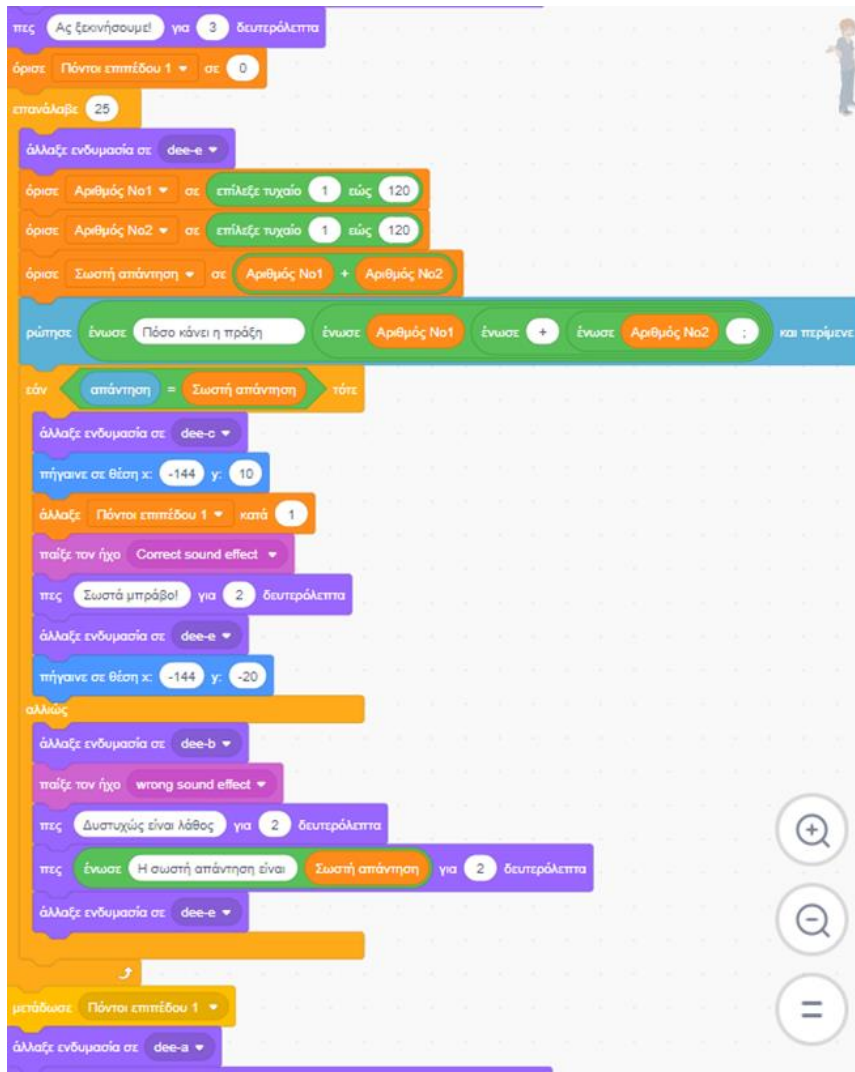 πες Ας ξεκινήσουμε! για 3 δευτερόλεπτα
όρισε Πόντοι επιπέδου 1 σε 0
επανάλαβε 25
άλλαξε ενδυμασία σε dee-e
όρισε Αριθμός Νο1 σε επίλεξε τυχαίο 1 εώς 120
όρισε Αριθμός Νο2 σε επίλεξε τυχαίο 1 εώς 120
όρισε Σωστή απάντηση σε Αριθμός Νο1 + Αριθμός Νο2
ρώτησε ένωσε Πόσο κάνει η πράξη ένωσε Αριθμός Νο1 ένωσε + ένωσε Αριθμός Νο2 ; και περίμενε
εάν απάντηση = Σωστή απάντηση τότε
άλλαξε ενδυμασία σε dee-c
πήγαινε σε θέση x: -144 y: 10
άλλαξε Πόντοι επιπέδου 1 κατά 1
παίξε τον ήχο Correct sound effect
πες Σωστά μπράβο! για 2 δευτερόλεπτα
άλλαξε ενδυμασία σε dee-e
πήγαινε σε θέση x: -144 y: -20
αλλιώς
άλλαξε ενδυμασία σε dee-b
παίξε τον ήχο wrong sound effect
πες Δυστυχώς είναι λάθος για 2 δευτερόλεπτα
πες ένωσε Η σωστή απάντηση είναι Σωστή απάντηση για 2 δευτερόλεπτα
άλλαξε ενδυμασία σε dee-e
μετάδωσε Πόντοι επιπέδου 1
άλλαξε ενδυμασία σε dee-a